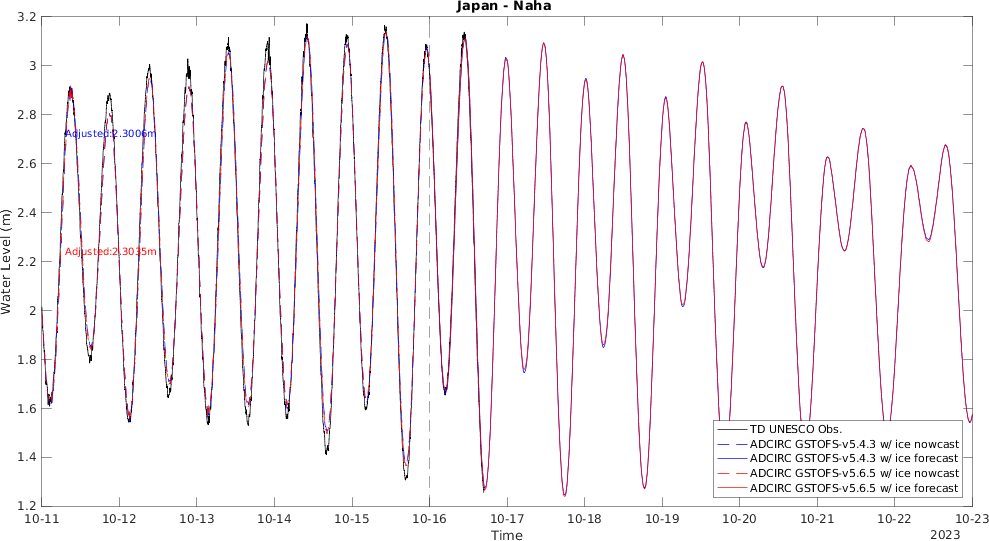 Japan - Naha
Water Level (m)
3.2
3
2.8
2.6
2.4
2.2
2
1.8
1.6
1.4
1.2
Adjusted:2.3006m
Adjusted:2.3035m
TD UNESCO Obs.
ADCIRC GSTOFS-v5.4.3 w/ ice nowcast
ADCIRC GSTOFS-v5.4.3 w/ ice forecast
ADCIRC GSTOFS-v5.6.5 w/ ice nowcast
ADCIRC GSTOFS-v5.6.5 w/ ice forecast
10-11 10-12 10-13 10-14 10-15 10-16 10-17 10-18 10-19 10-20 10-21 10-22 10-23
Time
2023